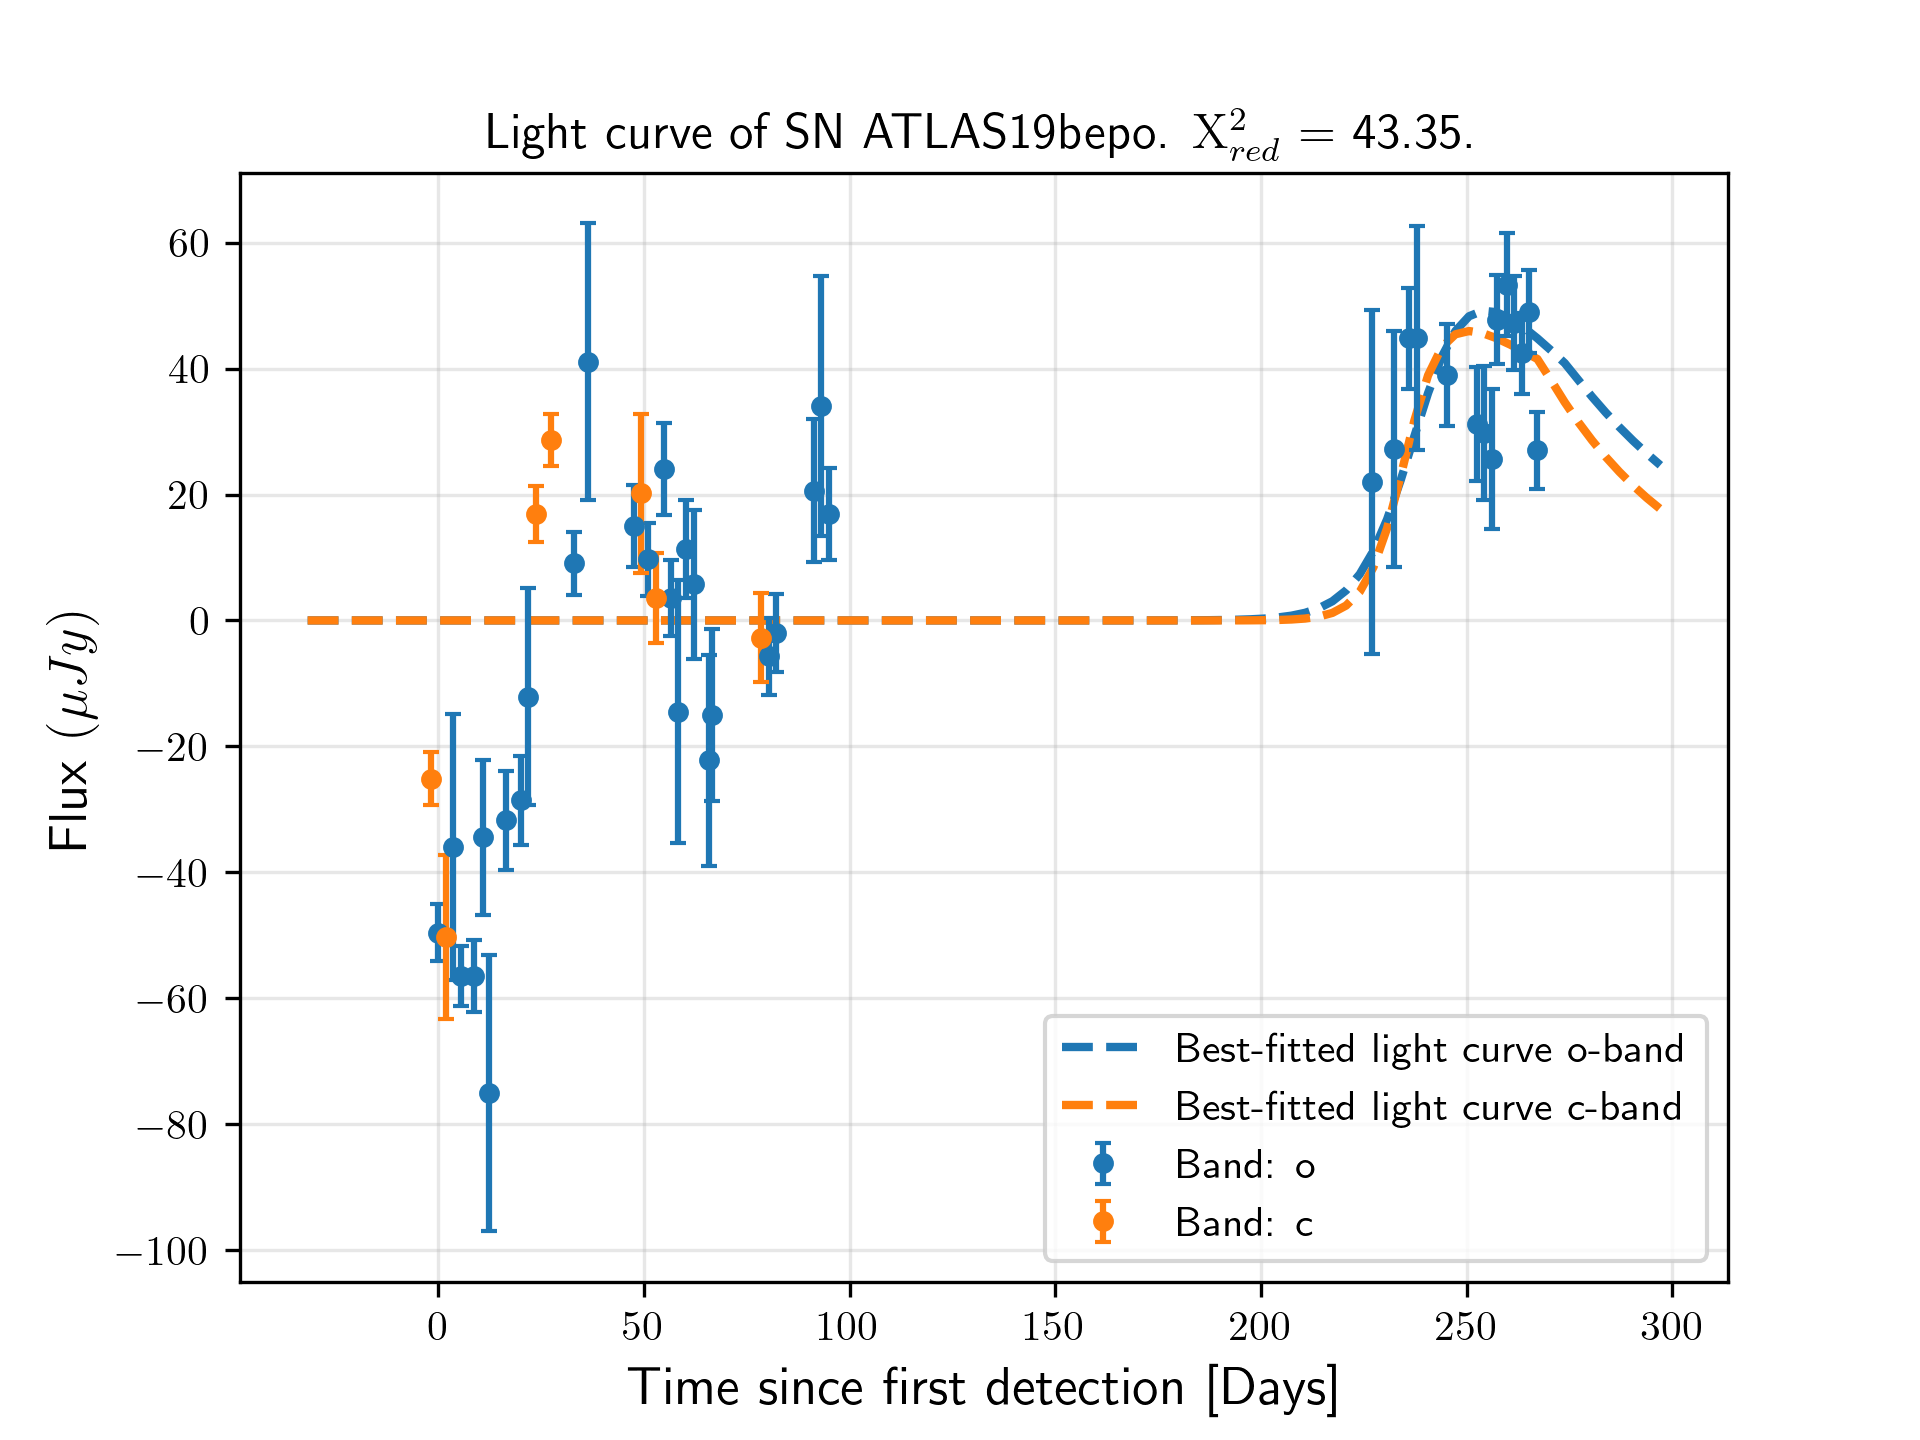 Light curve of SN ATLAS19bepo. X²_red = 43.35.
60
40
20
0
−20
−40
−60
−80
−100
Flux (μJy)
Best-fitted light curve o-band
Best-fitted light curve c-band
Band: o
Band: c
0 50 100 150 200 250 300
Time since first detection [Days]